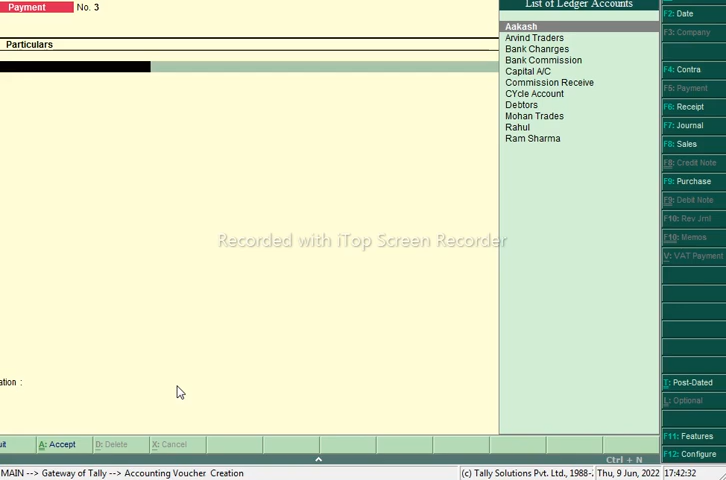 Payment No. 3
Particulars
ation :
List of Ledger Accounts
Aakash
Arvind Traders
Bank Chanrges
Bank Commission
Capital A/C
Commission Receive
CYcle Account
Debtors
Mohan Trades
Rahul
Ram Sharma
F2: Date
F3: Company
F4: Contra
F5: Payment
F6: Receipt
F7: Journal
F8: Sales
F8: Credit Note
F9: Purchase
F9: Debit Note
F10: Rev Jrnl
F10: Memos
V: VAT Payment
T: Post-Dated
L: Optional
F11: Features
F12: Configure
Recorded with iTop Screen Recorder
uit A: Accept D: Delete X: Cancel
Ctrl + N
MAIN --> Gateway of Tally --> Accounting Voucher Creation (c) Tally Solutions Pvt. Ltd., 1988-2 Thu, 9 Jun, 2022 17:42:32